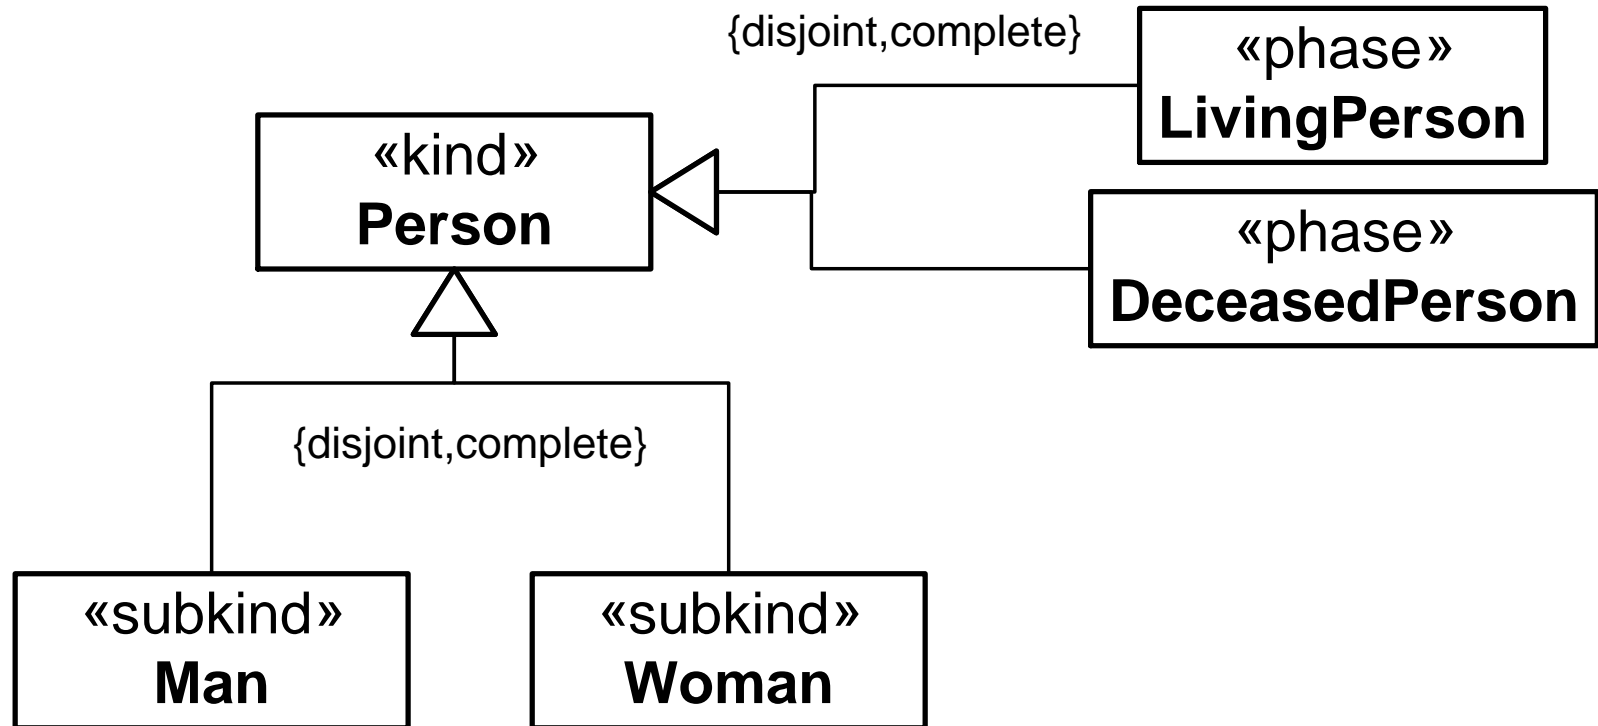 {disjoint,complete}
«phase»
LivingPerson
«kind»
Person
«phase»
DeceasedPerson
{disjoint,complete}
«subkind»
Man
«subkind»
Woman